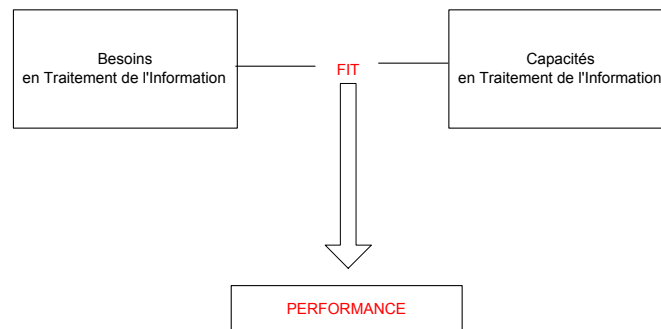 Besoins
en Traitement de l'Information
FIT
Capacités
en Traitement de l'Information
PERFORMANCE